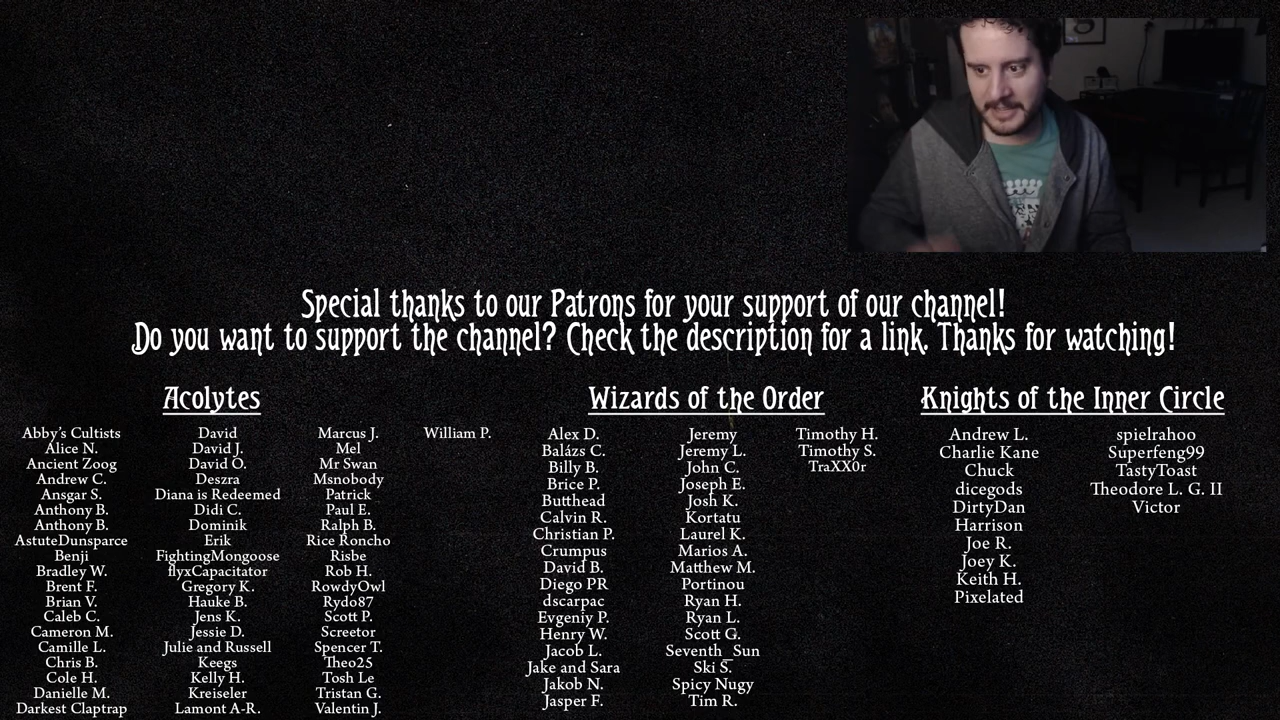 Special thanks to our Patrons for your support of our channel!
Do you want to support the channel? Check the description for a link. Thanks for watching!
Acolytes
Abby's Cultists
Alice N.
Ancient Zoog
Andrew C.
Ansgar S.
Anthony B.
Anthony B.
AstuteDunsparce
Benji
Bradley W.
Brent F.
Brian V.
Caleb C.
Cameron M.
Camille L.
Chris B.
Cole H.
Danielle M.
Darkest Claptrap
David
David J.
David O.
Deszra
Diana is Redeemed
Didi C.
Dominik
Erik
FightingMongoose
flyxCapacitator
Gregory K.
Hauke B.
Jens K.
Jessie D.
Julie and Russell
Keegs
Kelly H.
Kreiseler
Lamont A-R.
Marcus J.
Mel
Mr Swan
Msnobody
Patrick
Paul E.
Ralph B.
Rice Roncho
Risbe
Rob H.
RowdyOwl
Rydo87
Scott P.
Screetor
Spencer T.
Theo25
Tosh Le
Tristan G.
Valentin J.
William P.
Wizards of the Order
Alex D.
Balázs C.
Billy B.
Brice P.
Butthead
Calvin R.
Christian P.
Crumpus
David B.
Diego PR
dscarpac
Evgeniy P.
Henry W.
Jacob L.
Jake and Sara
Jakob N.
Jasper F.
Jeremy
Jeremy L.
John C.
Joseph E.
Josh K.
Kortatu
Laurel K.
Marios A.
Matthew M.
Portinou
Ryan H.
Ryan L.
Scott G.
Seventh_Sun
Ski S.
Spicy Nugy
Tim R.
Timothy H.
Timothy S.
TraXX0r
Knights of the Inner Circle
Andrew L.
Charlie Kane
Chuck
dicegods
DirtyDan
Harrison
Joe R.
Joey K.
Keith H.
Pixelated
spielrahoo
Superfeng99
TastyToast
Theodore L. G. II
Victor